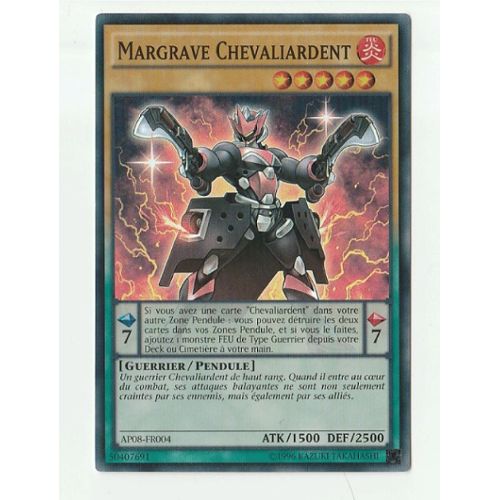 MARGRAVE CHEVALIARDENT
FEU
炎
Si vous avez une carte "Chevaliardent" dans votre
autre Zone Pendule : vous pouvez détruire les deux
cartes dans vos Zones Pendule, et si vous le faites,
ajoutez 1 monstre FEU de Type Guerrier depuis votre
Deck ou Cimetière à votre main.
7
7
[GUERRIER / PENDULE]
Un guerrier Chevaliardent de haut rang. Quand il entre au cœur
du combat, ses attaques balayantes ne sont non seulement
craintes par ses ennemis, mais également par ses alliés.
AP08-FR004
ATK/1500 DEF/2500
50407691
©1996 KAZUKI TAKAHASHI